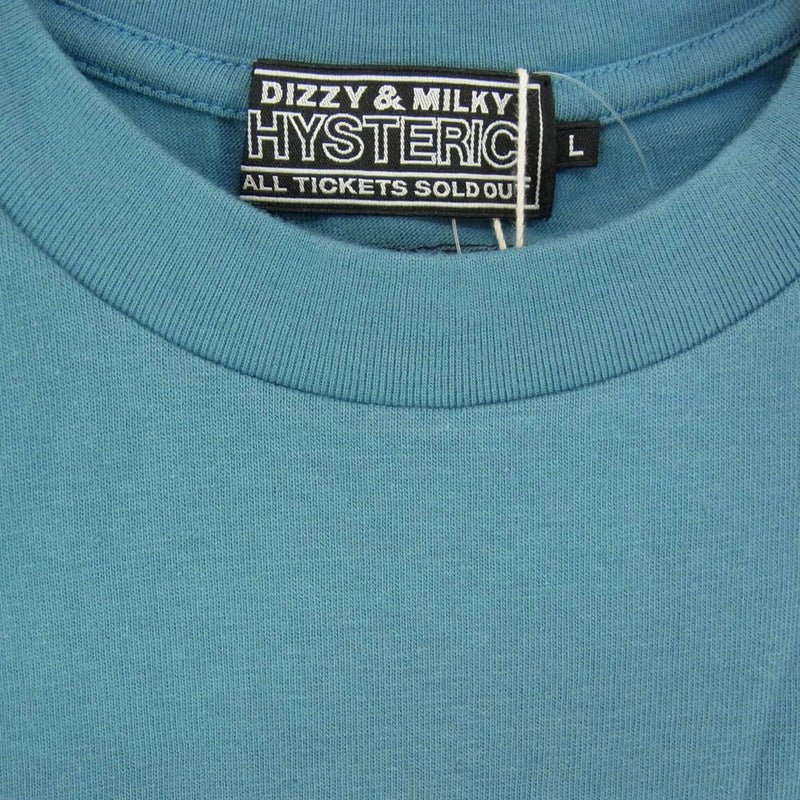 DIZZY & MILKY
HYSTERIC
ALL TICKETS SOLD OUT
L